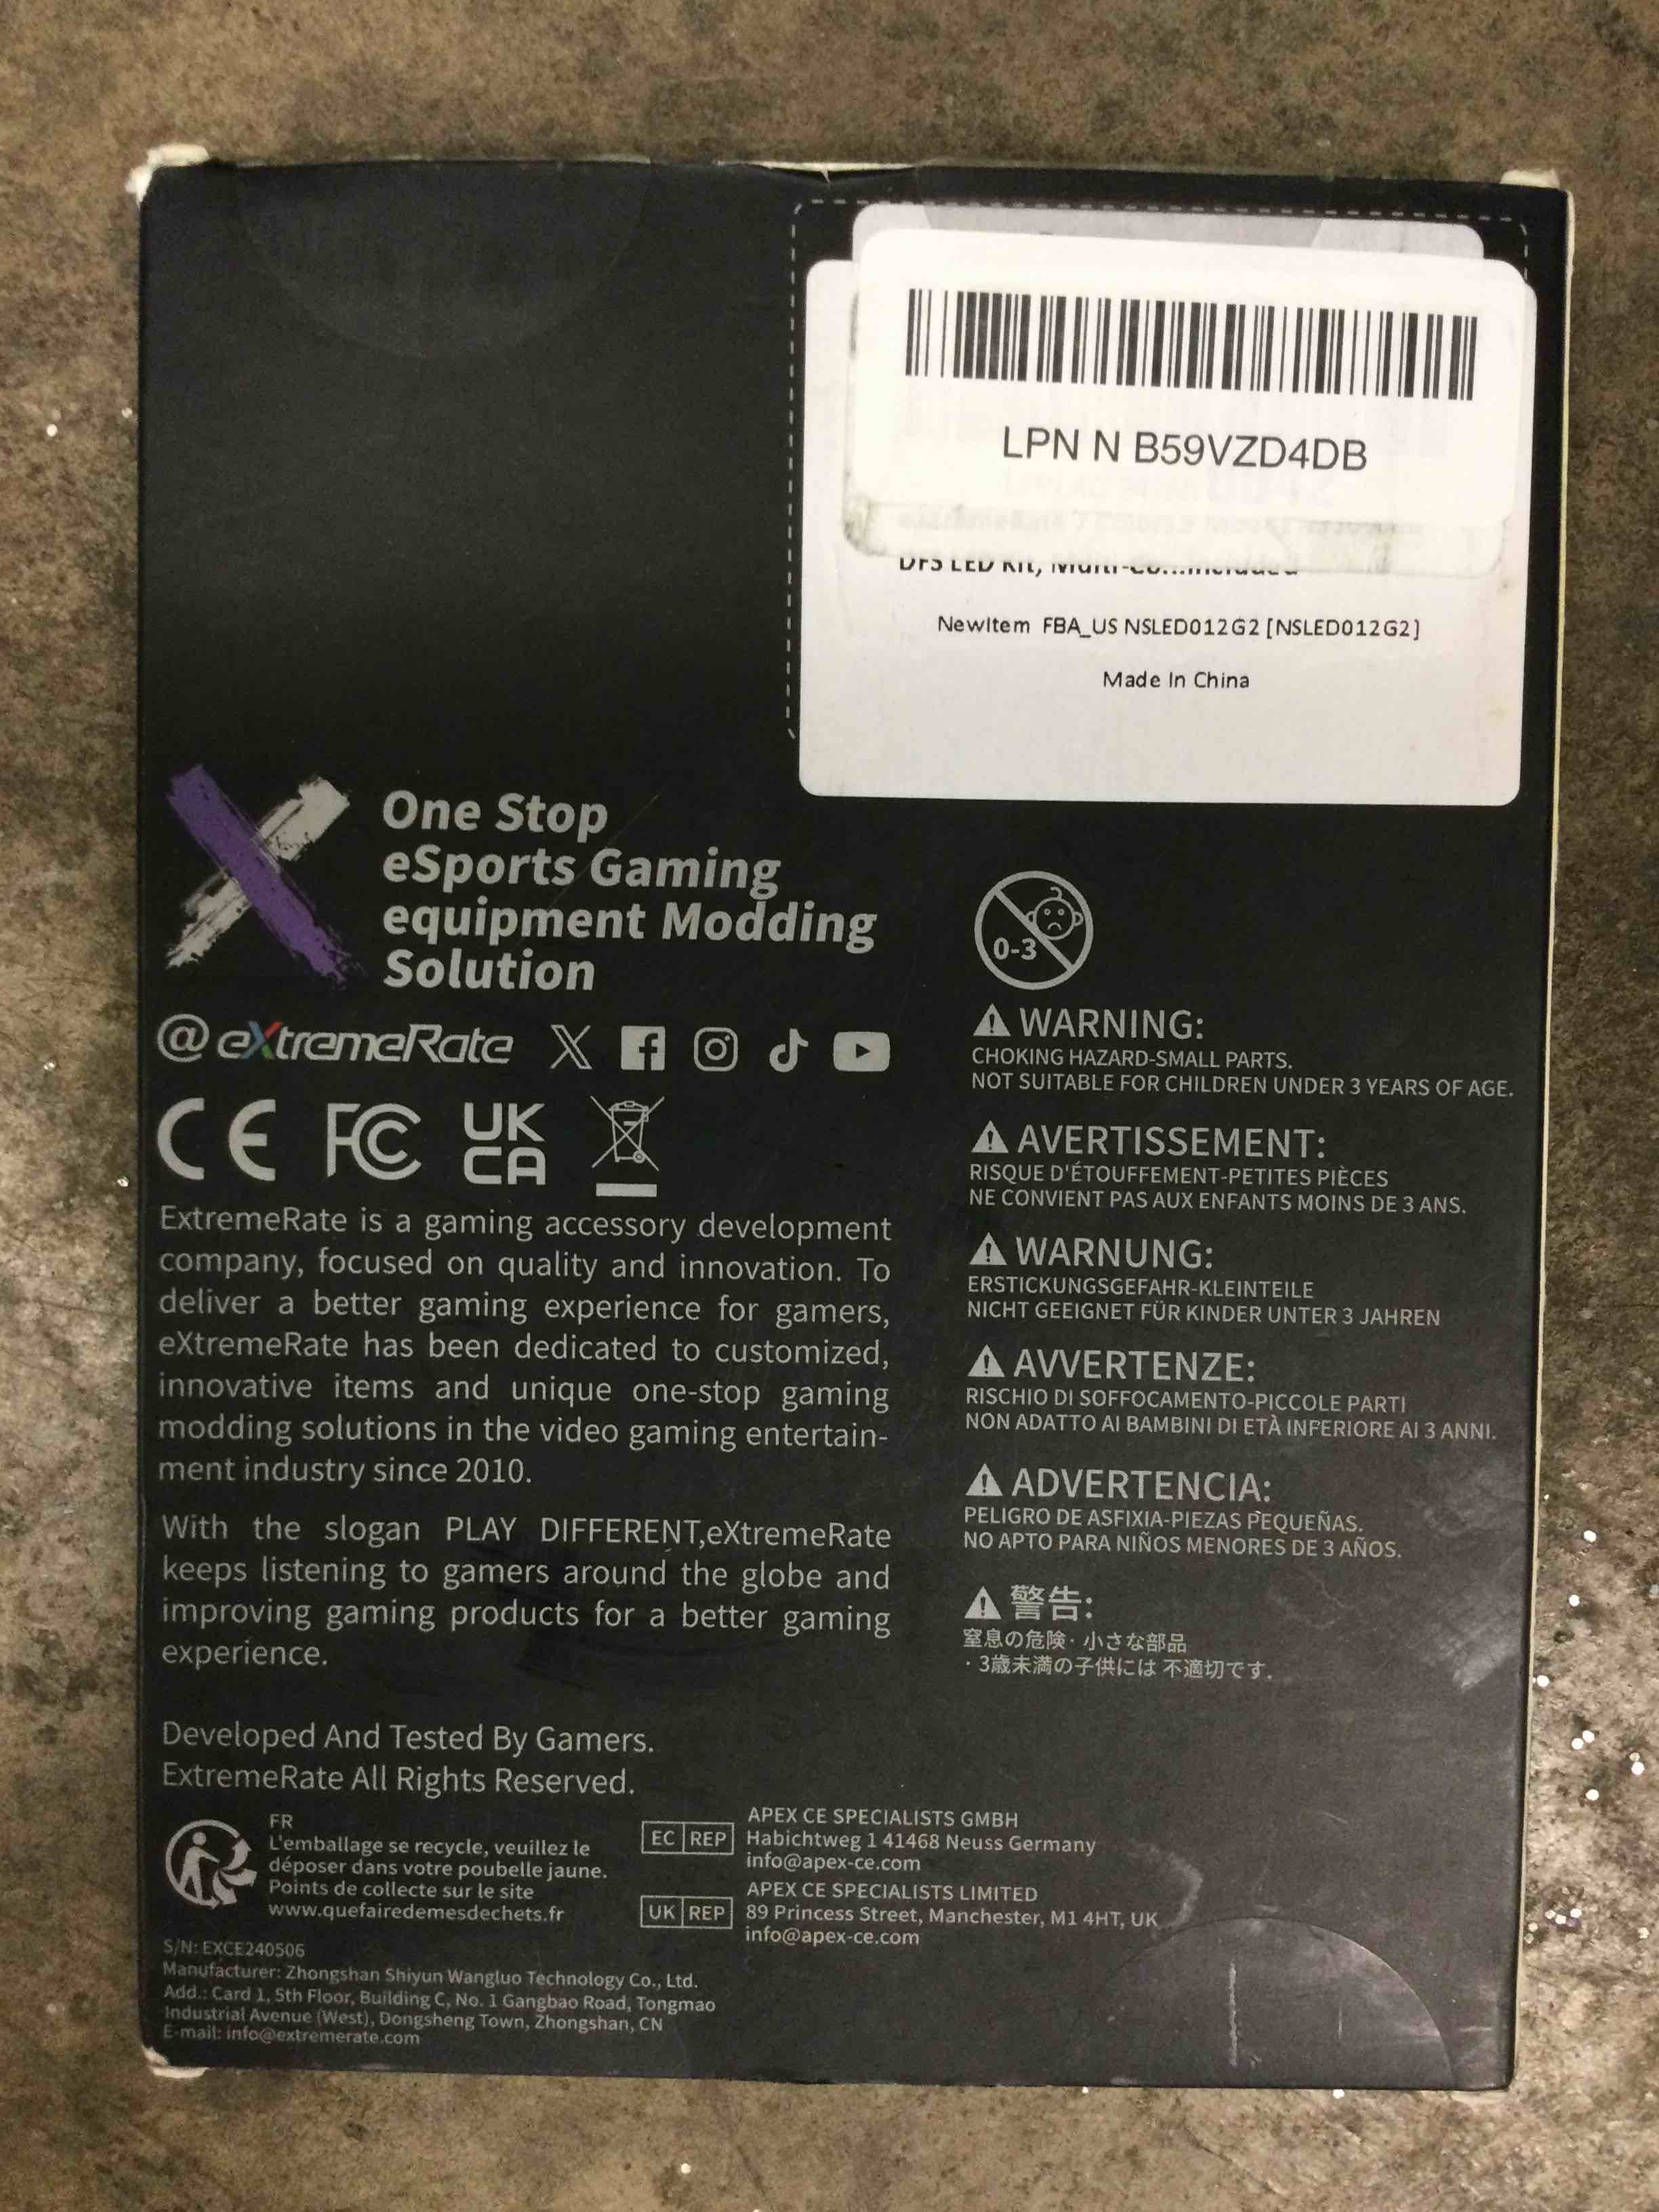 LPN N B59VZD4DB
DFS LED Kit, Multi-Co...Included
NewItem FBA_US NSLED012G2 [NSLED012G2]
Made In China
One Stop
eSports Gaming
equipment Modding
Solution
@ eXtremeRate
CE FC UK
CA
ExtremeRate is a gaming accessory development
company, focused on quality and innovation. To
deliver a better gaming experience for gamers,
eXtremeRate has been dedicated to customized,
innovative items and unique one-stop gaming
modding solutions in the video gaming entertain-
ment industry since 2010.
With the slogan PLAY DIFFERENT,eXtremeRate
keeps listening to gamers around the globe and
improving gaming products for a better gaming
experience.
Developed And Tested By Gamers.
ExtremeRate All Rights Reserved.
0-3
WARNING:
CHOKING HAZARD-SMALL PARTS.
NOT SUITABLE FOR CHILDREN UNDER 3 YEARS OF AGE.
AVERTISSEMENT:
RISQUE D'ÉTOUFFEMENT-PETITES PIÈCES
NE CONVIENT PAS AUX ENFANTS MOINS DE 3 ANS.
WARNUNG:
ERSTICKUNGSGEFAHR-KLEINTEILE
NICHT GEEIGNET FÜR KINDER UNTER 3 JAHREN
AVVERTENZE:
RISCHIO DI SOFFOCAMENTO-PICCOLE PARTI
NON ADATTO AI BAMBINI DI ETÀ INFERIORE AI 3 ANNI.
ADVERTENCIA:
PELIGRO DE ASFIXIA-PIEZAS PEQUEÑAS.
NO APTO PARA NIÑOS MENORES DE 3 AÑOS.
警告:
窒息の危険·小さな部品
·3歳未満の子供には 不適切です.
FR
L'emballage se recycle, veuillez le
déposer dans votre poubelle jaune.
Points de collecte sur le site
www.quefairedemesdechets.fr
EC REP
APEX CE SPECIALISTS GMBH
Habichtweg 1 41468 Neuss Germany
info@apex-ce.com
UK REP
APEX CE SPECIALISTS LIMITED
89 Princess Street, Manchester, M1 4HT, UK
info@apex-ce.com
S/N: EXCE240506
Manufacturer: Zhongshan Shiyun Wangluo Technology Co., Ltd.
Add.: Card 1, 5th Floor, Building C, No. 1 Gangbao Road, Tongmao
Industrial Avenue (West), Dongsheng Town, Zhongshan, CN
E-mail: info@extremerate.com